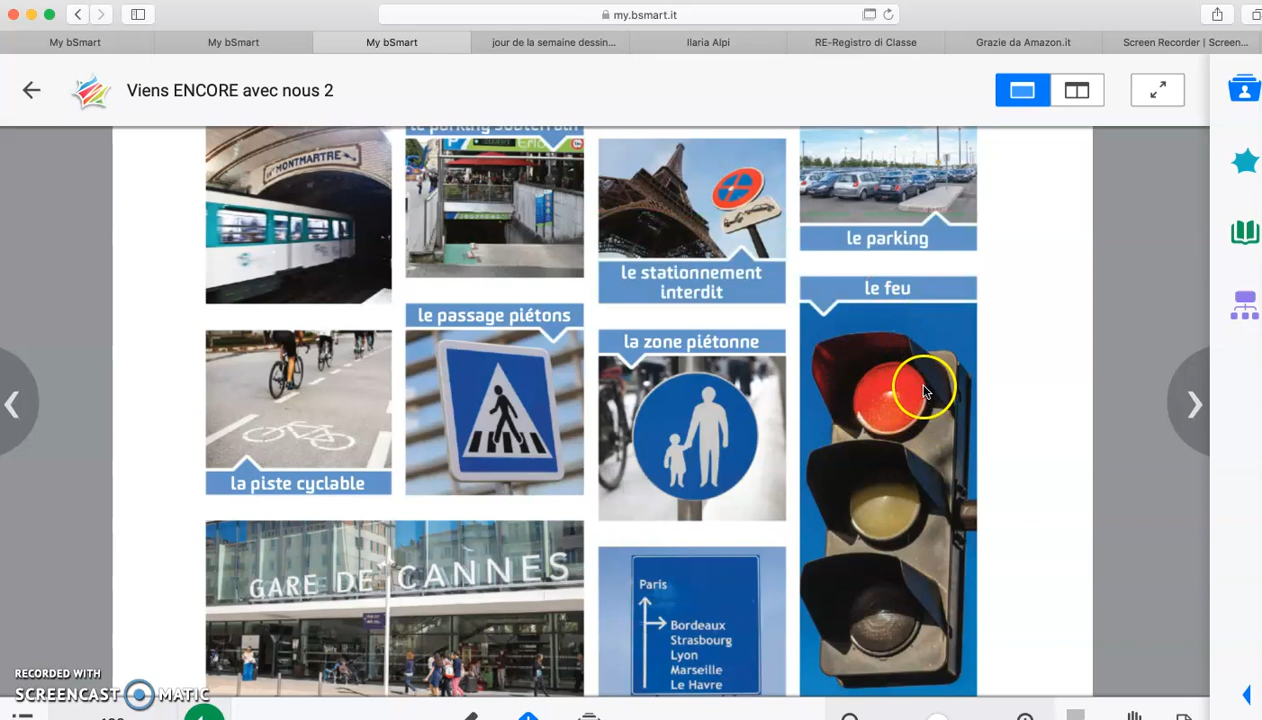 my.bsmart.it
My bSmart
My bSmart
My bSmart
jour de la semaine dessin...
Ilaria Alpi
RE-Registro di Classe
Grazie da Amazon.it
Screen Recorder | Screen...
Viens ENCORE avec nous 2
MONTMARTRE
le parking souterrain
le stationnement
interdit
le parking
le feu
le passage piétons
la zone piétonne
la piste cyclable
GARE DE CANNES
Paris
Bordeaux
Strasbourg
Lyon
Marseille
Le Havre
RECORDED WITH
SCREENCAST MATIC